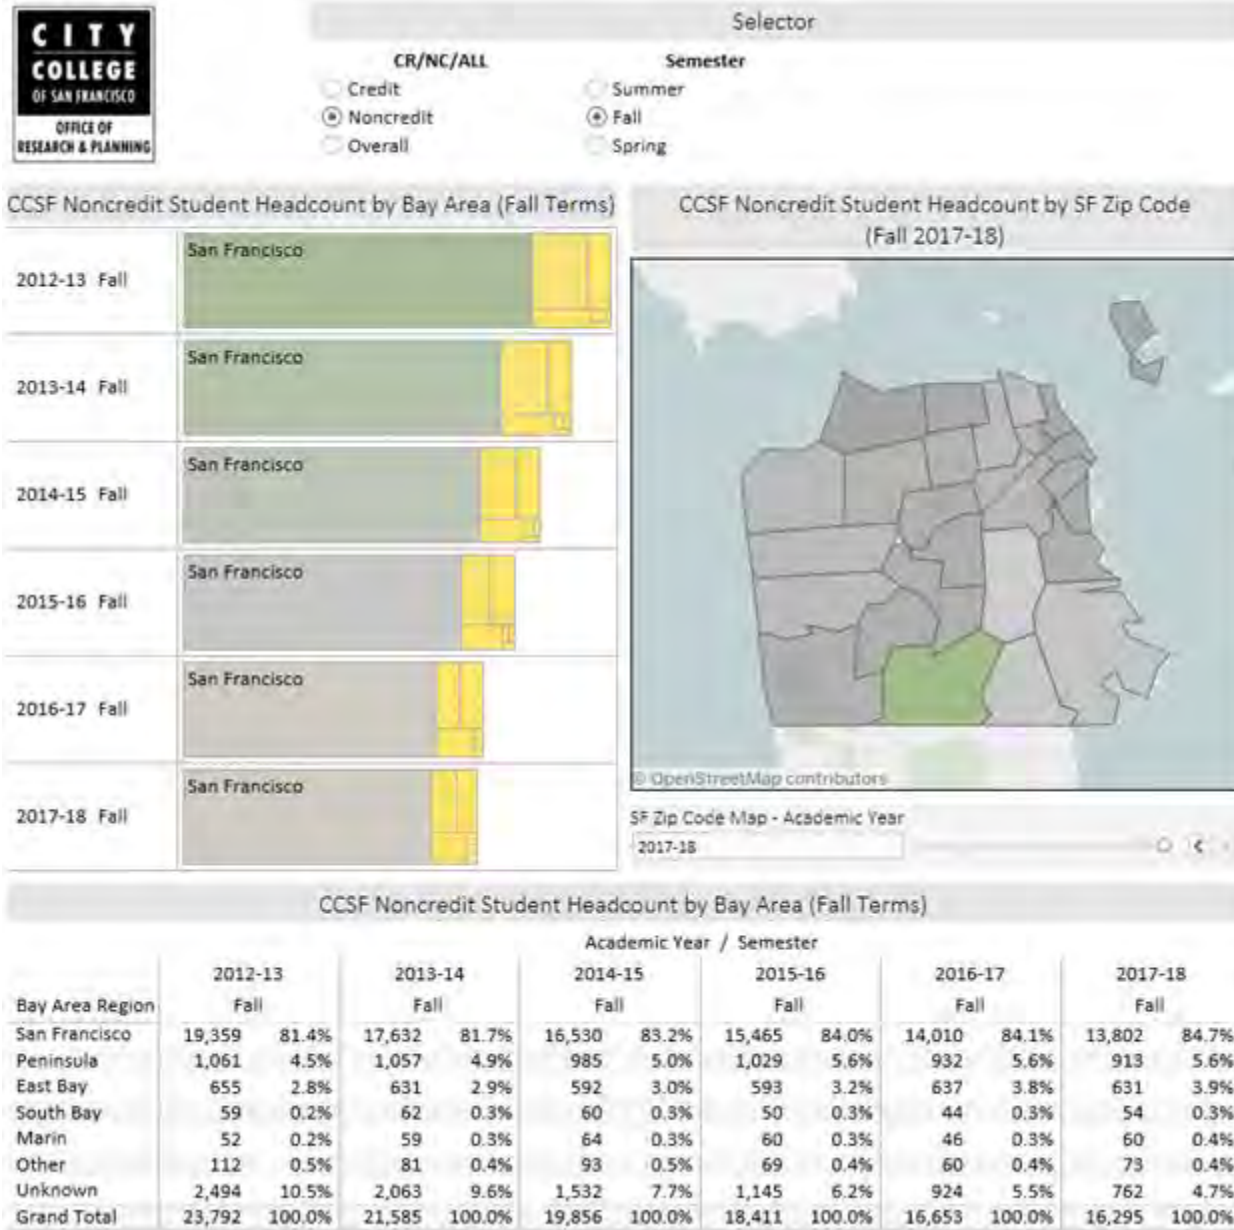 CITY
COLLEGE
OF SAN FRANCISCO
OFFICE OF
RESEARCH & PLANNING
Selector
CR/NC/ALL Semester
Credit Summer
Noncredit Fall
Overall Spring
CCSF Noncredit Student Headcount by Bay Area (Fall Terms)
CCSF Noncredit Student Headcount by SF Zip Code
(Fall 2017-18)
2012-13 Fall San Francisco
2013-14 Fall San Francisco
2014-15 Fall San Francisco
2015-16 Fall San Francisco
2016-17 Fall San Francisco
2017-18 Fall San Francisco
© OpenStreetMap contributors
SF Zip Code Map - Academic Year
2017-18
CCSF Noncredit Student Headcount by Bay Area (Fall Terms)
Academic Year / Semester
2012-13 2013-14 2014-15 2015-16 2016-17 2017-18
Bay Area Region Fall Fall Fall Fall Fall Fall
San Francisco 19,359 81.4% 17,632 81.7% 16,530 83.2% 15,465 84.0% 14,010 84.1% 13,802 84.7%
Peninsula 1,061 4.5% 1,057 4.9% 985 5.0% 1,029 5.6% 932 5.6% 913 5.6%
East Bay 655 2.8% 631 2.9% 592 3.0% 593 3.2% 637 3.8% 631 3.9%
South Bay 59 0.2% 62 0.3% 60 0.3% 50 0.3% 44 0.3% 54 0.3%
Marin 52 0.2% 59 0.3% 64 0.3% 60 0.3% 46 0.3% 60 0.4%
Other 112 0.5% 81 0.4% 93 0.5% 69 0.4% 60 0.4% 73 0.4%
Unknown 2,494 10.5% 2,063 9.6% 1,532 7.7% 1,145 6.2% 924 5.5% 762 4.7%
Grand Total 23,792 100.0% 21,585 100.0% 19,856 100.0% 18,411 100.0% 16,653 100.0% 16,295 100.0%